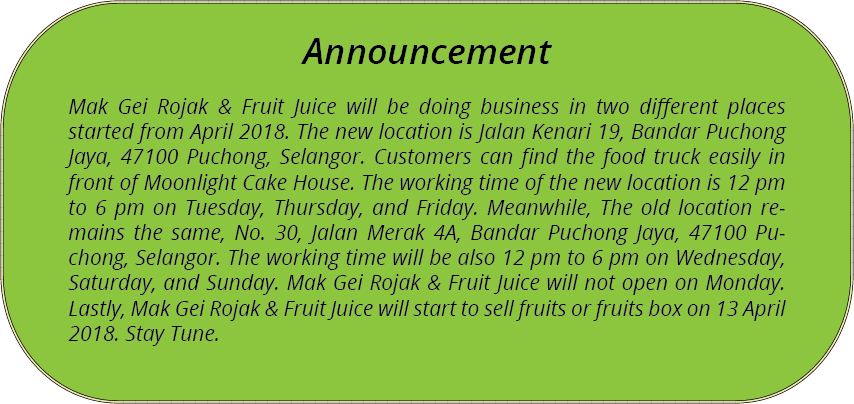 Announcement
Mak Gei Rojak & Fruit Juice will be doing business in two different places
started from April 2018. The new location is Jalan Kenari 19, Bandar Puchong
Jaya, 47100 Puchong, Selangor. Customers can find the food truck easily in
front of Moonlight Cake House. The working time of the new location is 12 pm
to 6 pm on Tuesday, Thursday, and Friday. Meanwhile, The old location re-
mains the same, No. 30, Jalan Merak 4A, Bandar Puchong Jaya, 47100 Pu-
chong, Selangor. The working time will be also 12 pm to 6 pm on Wednesday,
Saturday, and Sunday. Mak Gei Rojak & Fruit Juice will not open on Monday.
Lastly, Mak Gei Rojak & Fruit Juice will start to sell fruits or fruits box on 13 April
2018. Stay Tune.